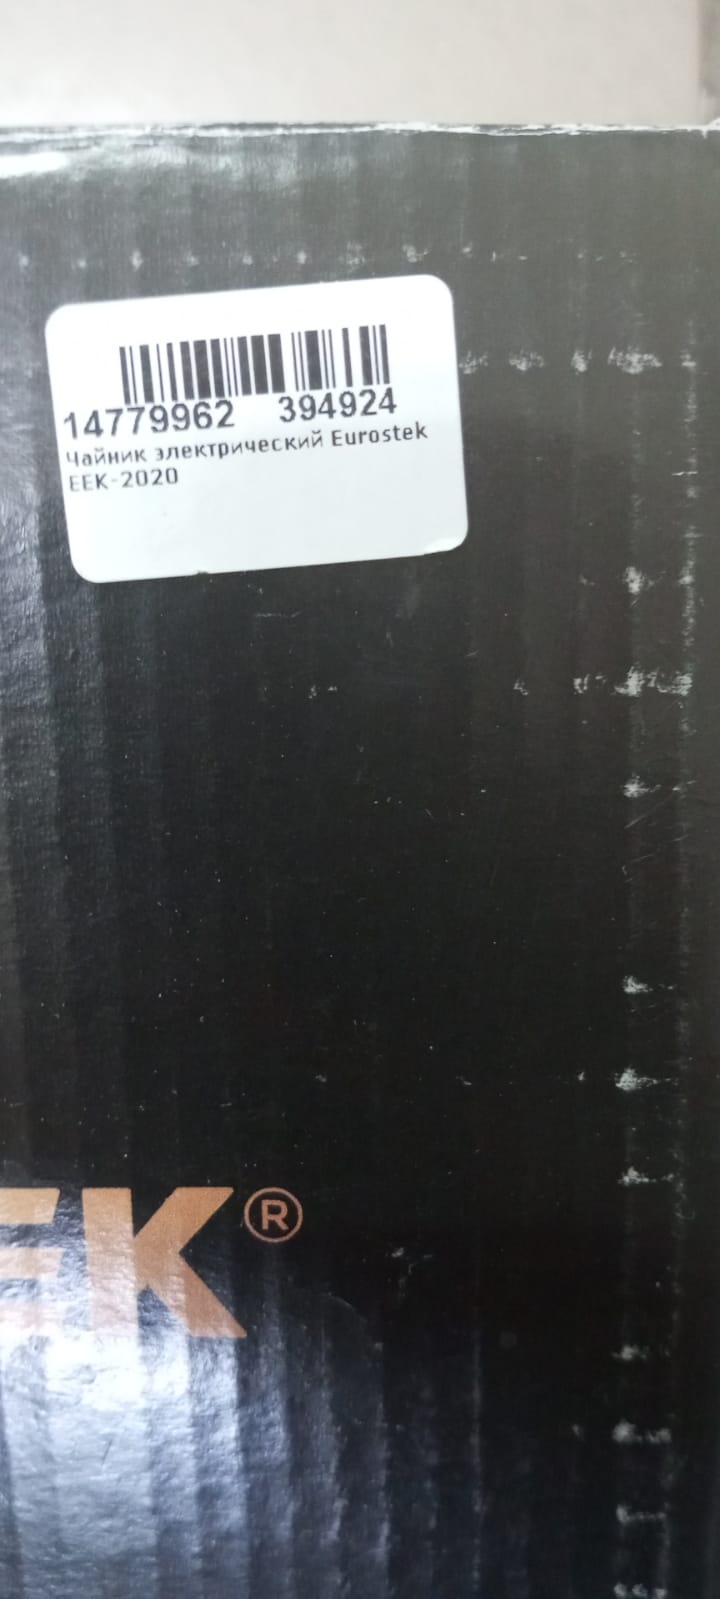 14779962 394924
Чайник электрический Eurostek
EEK-2020
EK®